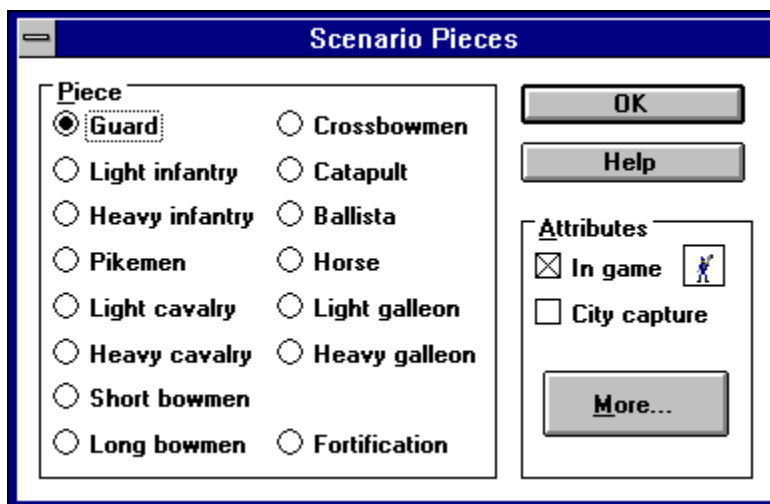 Scenario Pieces
Piece
Guard
Light infantry
Heavy infantry
Pikemen
Light cavalry
Heavy cavalry
Short bowmen
Long bowmen
Crossbowmen
Catapult
Ballista
Horse
Light galleon
Heavy galleon
Fortification
OK
Help
Attributes
In game
City capture
More...